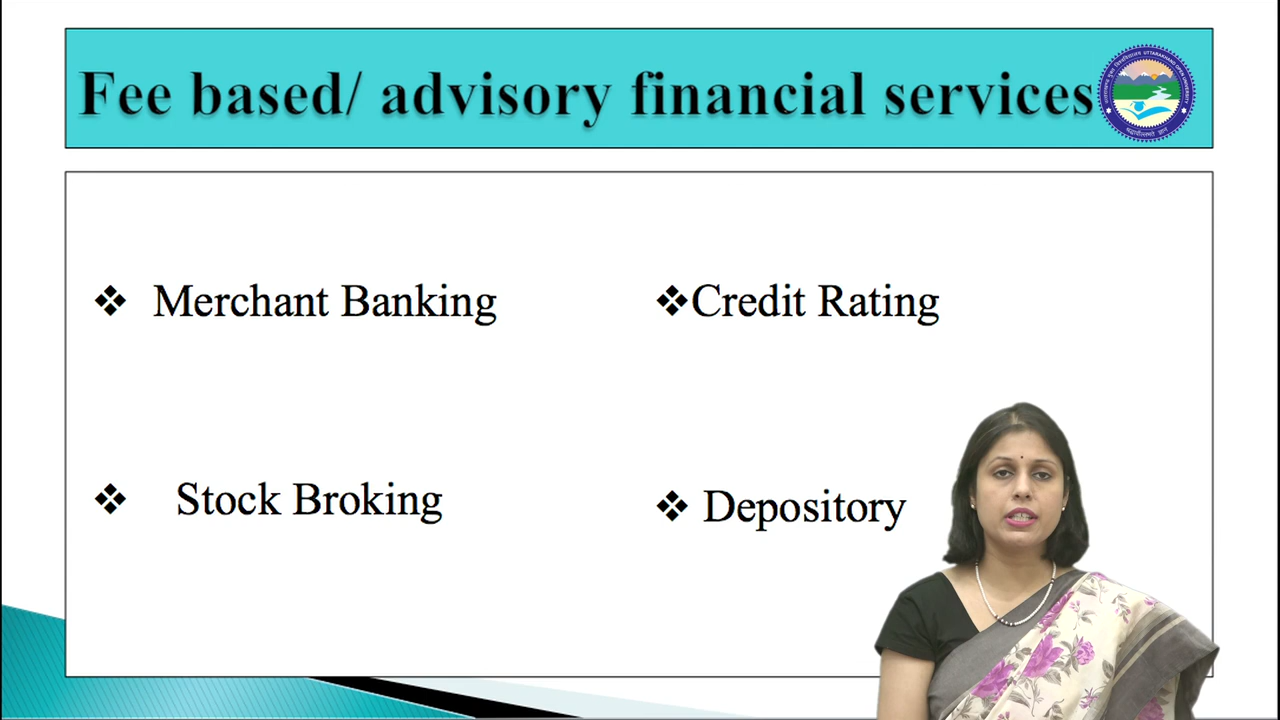 Fee based/ advisory financial services
❖ Merchant Banking
❖Credit Rating
❖ Stock Broking
❖ Depository